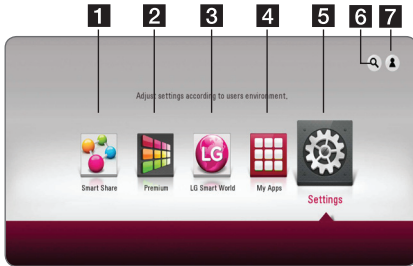 1 2 3 4 5 6 7
Adjust settings according to users environment.
LG
Smart Share Premium LG Smart World My Apps Settings